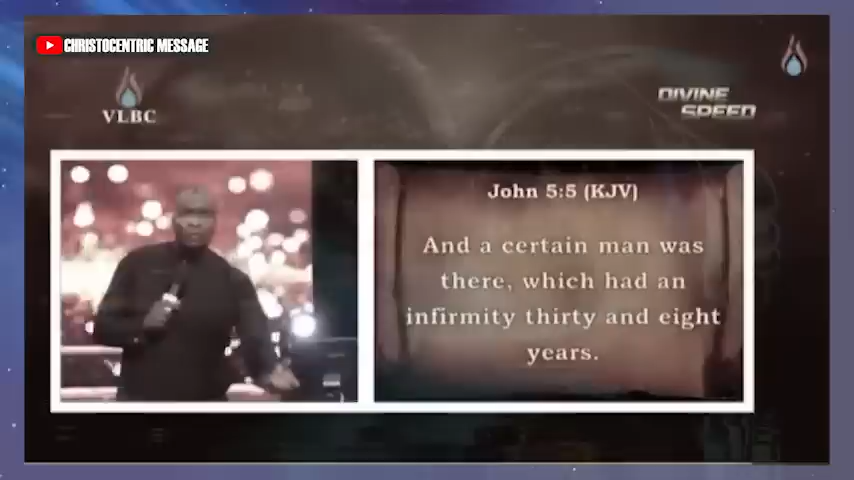 CHRISTOCENTRIC MESSAGE
VLBC
DIVINE
SPEED
John 5:5 (KJV)
And a certain man was
there, which had an
infirmity thirty and eight
years.